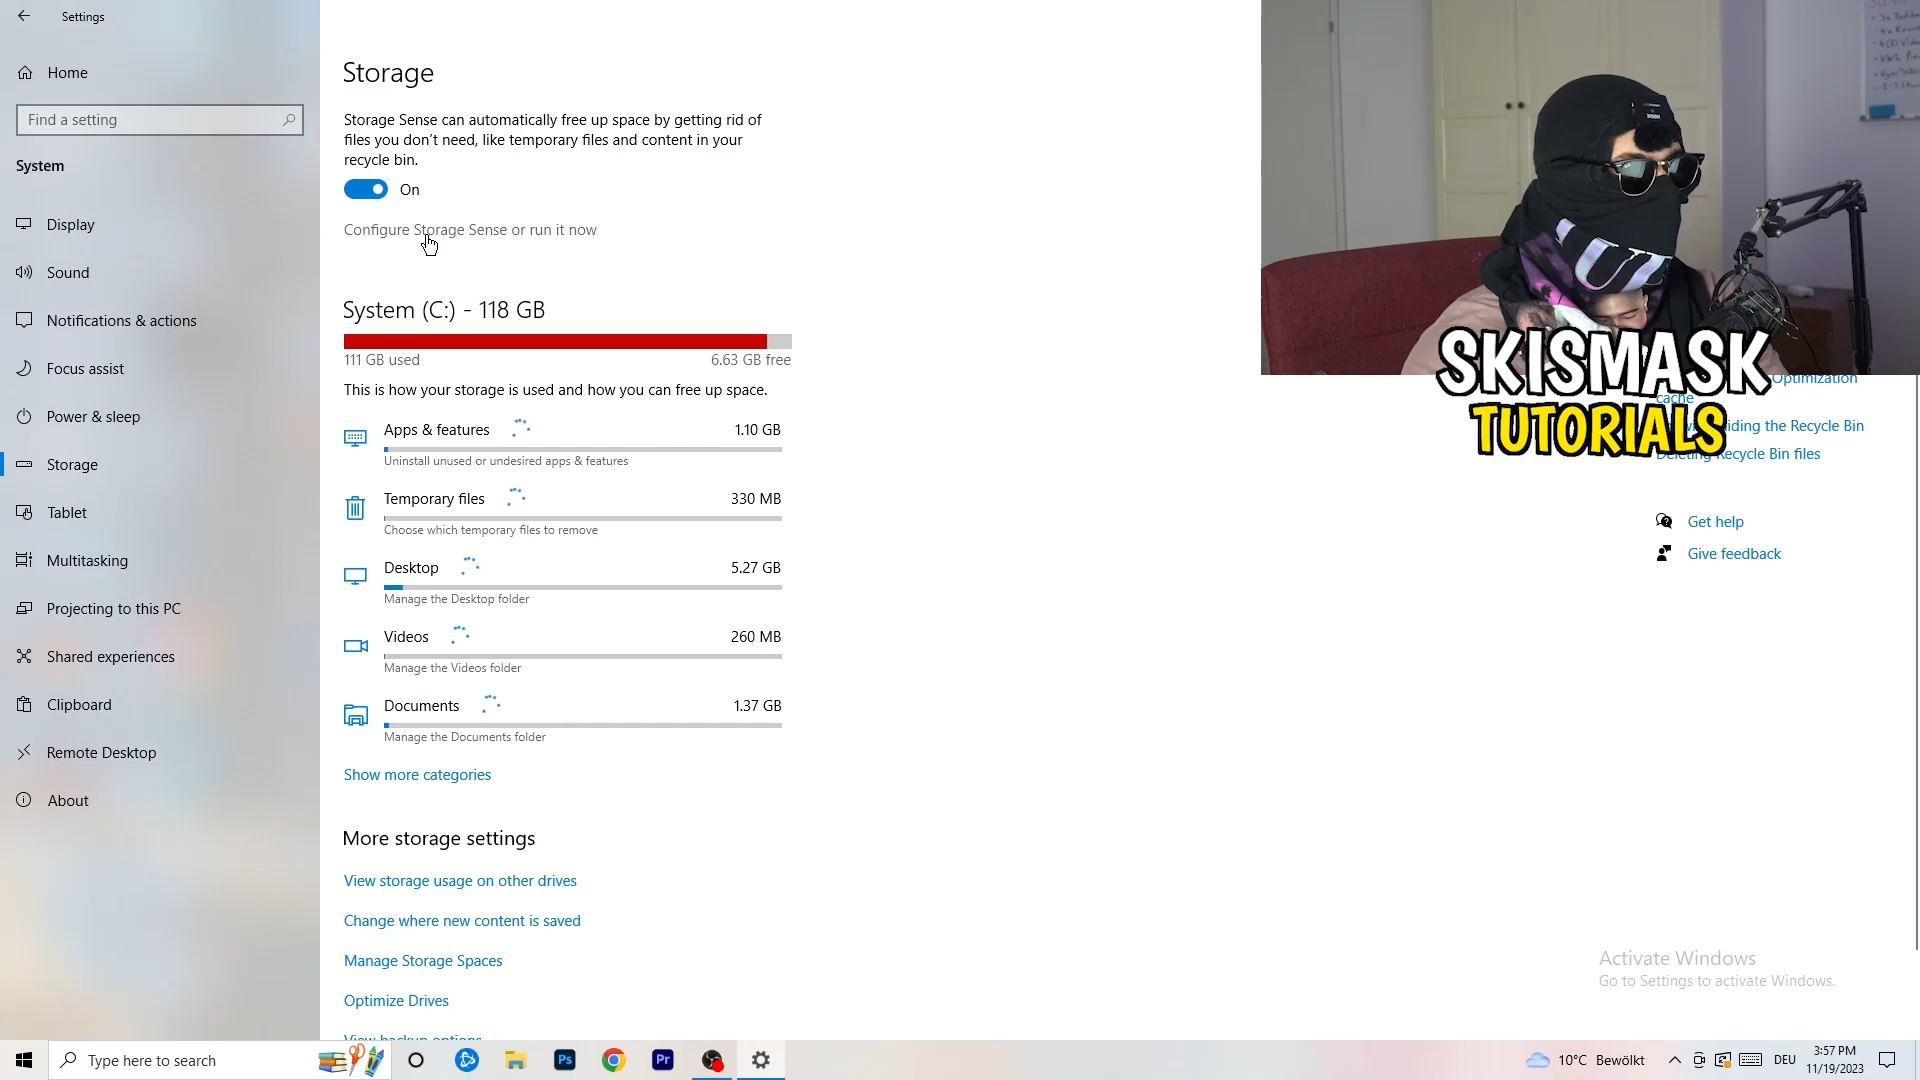 Settings
Home
Find a setting
System
Display
Sound
Notifications & actions
Focus assist
Power & sleep
Storage
Tablet
Multitasking
Projecting to this PC
Shared experiences
Clipboard
Remote Desktop
About
Storage
Storage Sense can automatically free up space by getting rid of
files you don't need, like temporary files and content in your
recycle bin.
On
Configure Storage Sense or run it now
System (C:) - 118 GB
111 GB used 6.63 GB free
This is how your storage is used and how you can free up space.
Apps & features 1.10 GB
Uninstall unused or undesired apps & features
Temporary files 330 MB
Choose which temporary files to remove
Desktop 5.27 GB
Manage the Desktop folder
Videos 260 MB
Manage the Videos folder
Documents 1.37 GB
Manage the Documents folder
Show more categories
More storage settings
View storage usage on other drives
Change where new content is saved
Manage Storage Spaces
Optimize Drives
View backup options
SKISMASK
TUTORIALS
Optimization
cache
the Recycle Bin
Deleting Recycle Bin files
Get help
Give feedback
Activate Windows
Go to Settings to activate Windows.
Type here to search
Ps
Pr
10°C Bewölkt
DEU
3:57 PM
11/19/2023